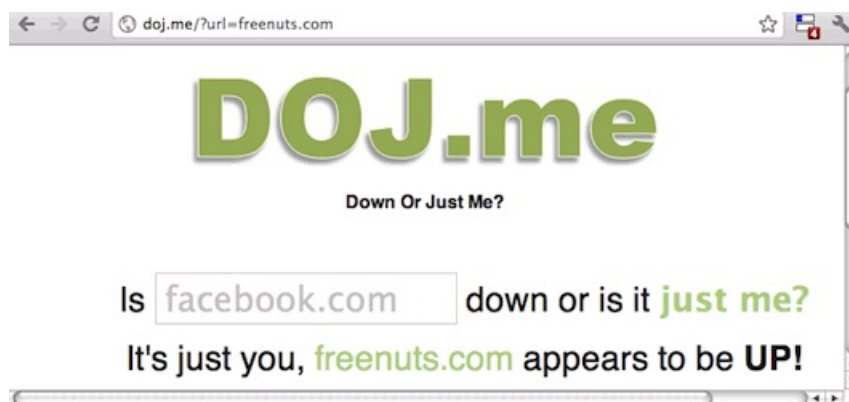 doj.me/?url=freenuts.com
4
DOJ.me
Down Or Just Me?
Is facebook.com down or is it just me?
It's just you, freenuts.com appears to be UP!